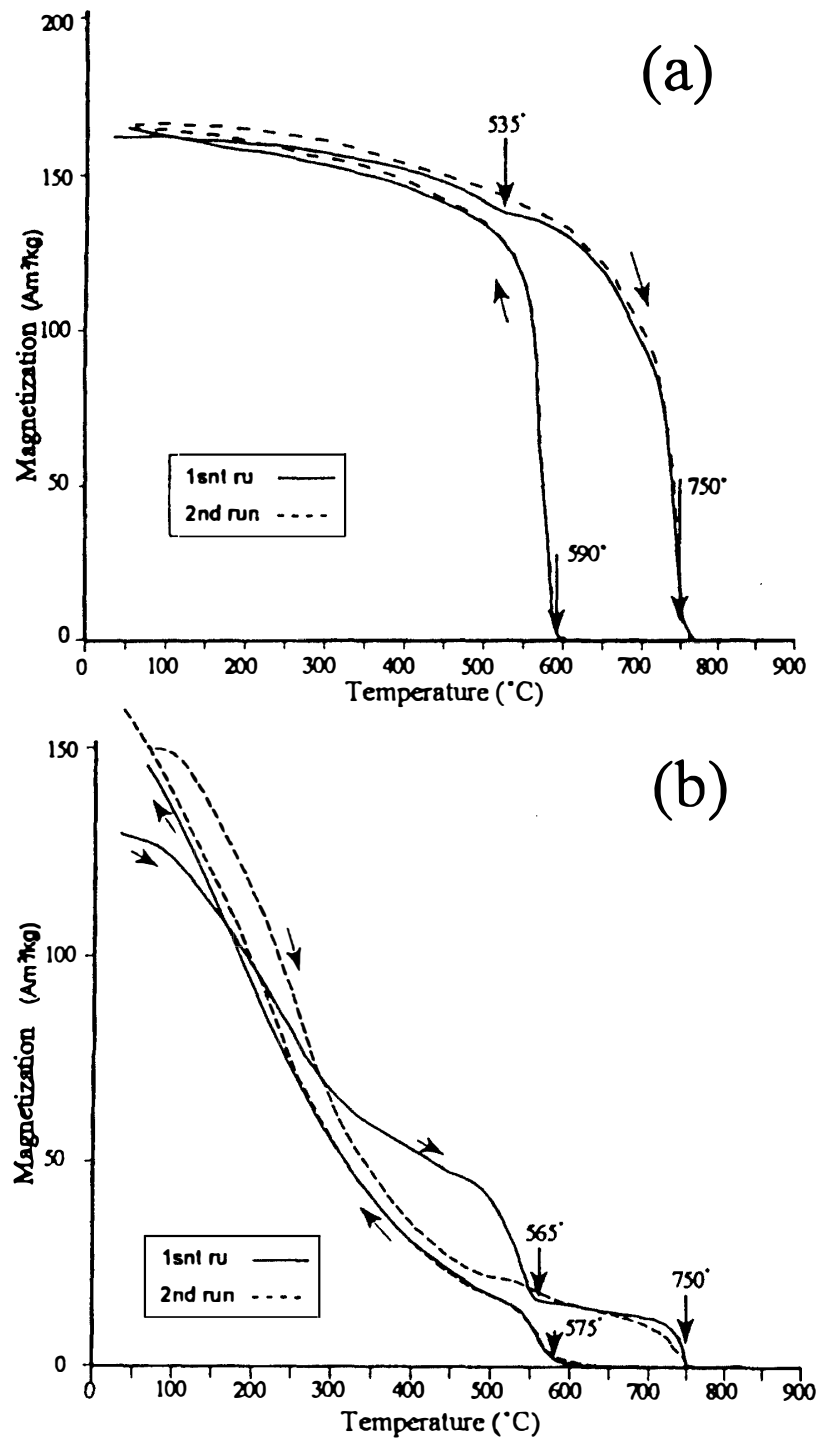 (a)
200
150
100
50
0
Magnetization (Am²/kg)
535°
750°
590°
1snt ru
2nd run
0 100 200 300 400 500 600 700 800 900
Temperature (°C)
(b)
150
100
50
0
Magnetization (Am²/kg)
565°
750°
575°
1snt ru
2nd run
0 100 200 300 400 500 600 700 800 900
Temperature (°C)